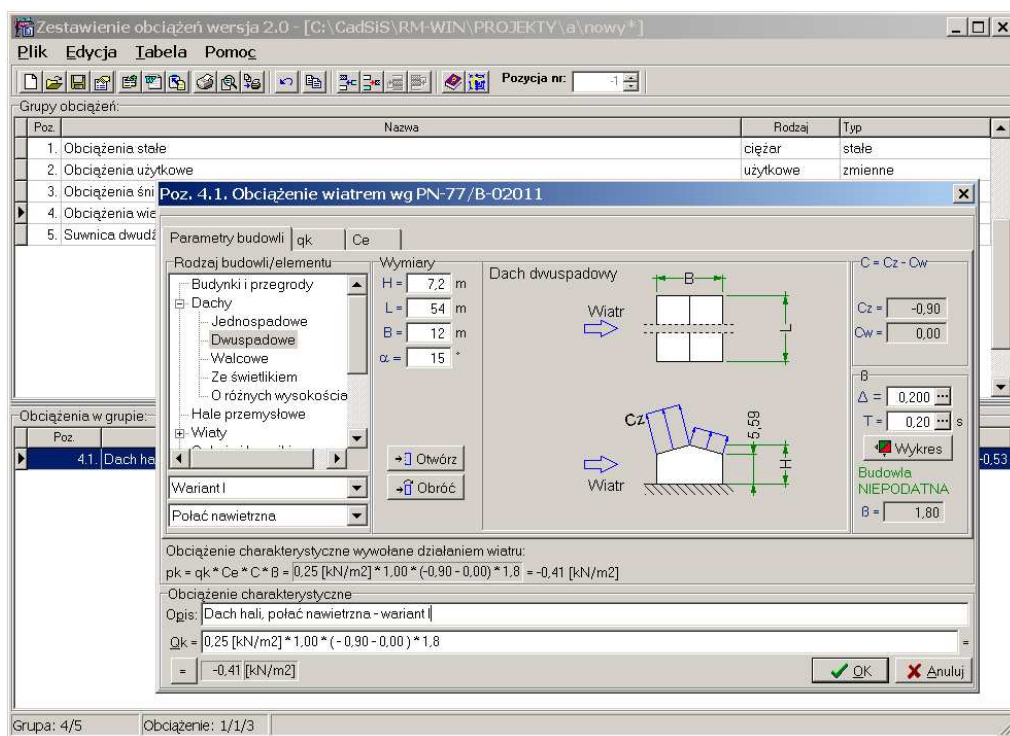 Zestawienie obciążeń wersja 2.0 - [C:\CadSiS\RM-WIN\PROJEKTY\a\nowy*]
Plik Edycja Tabela Pomoc
Pozycja nr: -1
Grupy obciążeń:
Poz. Nazwa Rodzaj Typ
1. Obciążenia stałe ciężar stałe
2. Obciążenia użytkowe użytkowe zmienne
3. Obciążenia śni
4. Obciążenia wia
5. Suwnica dwudź
Poz. 4.1. Obciążenie wiatrem wg PN-77/B-02011
Parametry budowli qk Ce
Rodzaj budowli/elementu
Budynki i przegrody
Dachy
Jednospadowe
Dwuspadowe
Walcowe
Ze świetlikiem
O różnych wysokościa
Hale przemysłowe
Wiaty
Wariant I
Połać nawietrzna
Wymiary
H = 7,2 m
L = 54 m
B = 12 m
α = 15 °
Otwórz
Obróć
Dach dwuspadowy
B
Wiatr
L
Cz
5,59
H
Wiatr
C = Cz - Cw
Cz = -0,90
Cw = 0,00
β
Δ = 0,200 ...
T = 0,20 ... s
Wykres
Budowla
NIEPODATNA
β = 1,80
Obciążenia w grupie:
Poz.
4.1. Dach ha
-0,53
Obciążenie charakterystyczne wywołane działaniem wiatru:
pk = qk * Ce * C * β = 0,25 [kN/m2] * 1,00 * (-0,90 - 0,00) * 1,8 = -0,41 [kN/m2]
Obciążenie charakterystyczne
Opis: Dach hali, połać nawietrzna - wariant I
Qk = 0,25 [kN/m2] * 1,00 * ( - 0,90 - 0,00 ) * 1,8 =
= -0,41 [kN/m2]
OK Anuluj
Grupa: 4/5 Obciążenie: 1/1/3